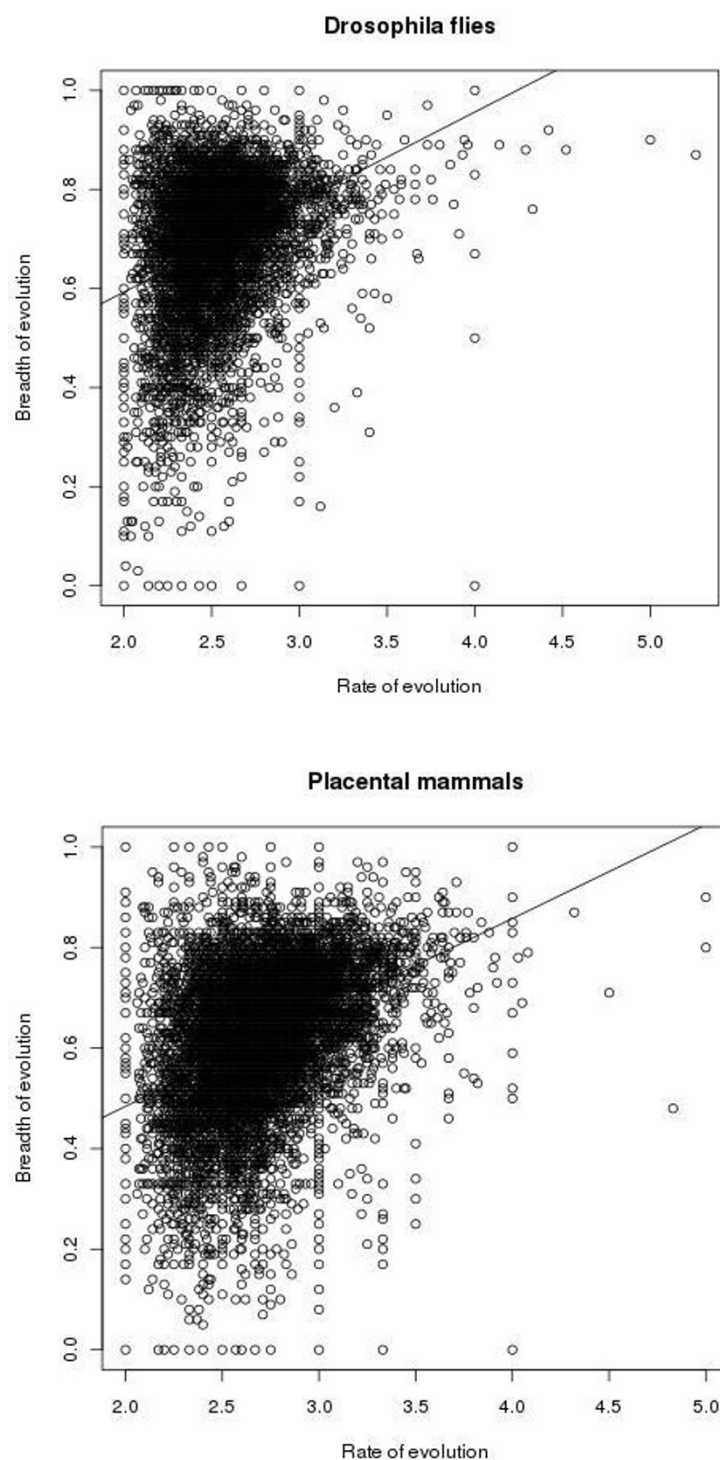 Drosophila flies
1.0
0.8
0.6
0.4
0.2
0.0
Breadth of evolution
2.0 2.5 3.0 3.5 4.0 4.5 5.0
Rate of evolution
Placental mammals
1.0
0.8
0.6
0.4
0.2
0.0
Breadth of evolution
2.0 2.5 3.0 3.5 4.0 4.5 5.0
Rate of evolution